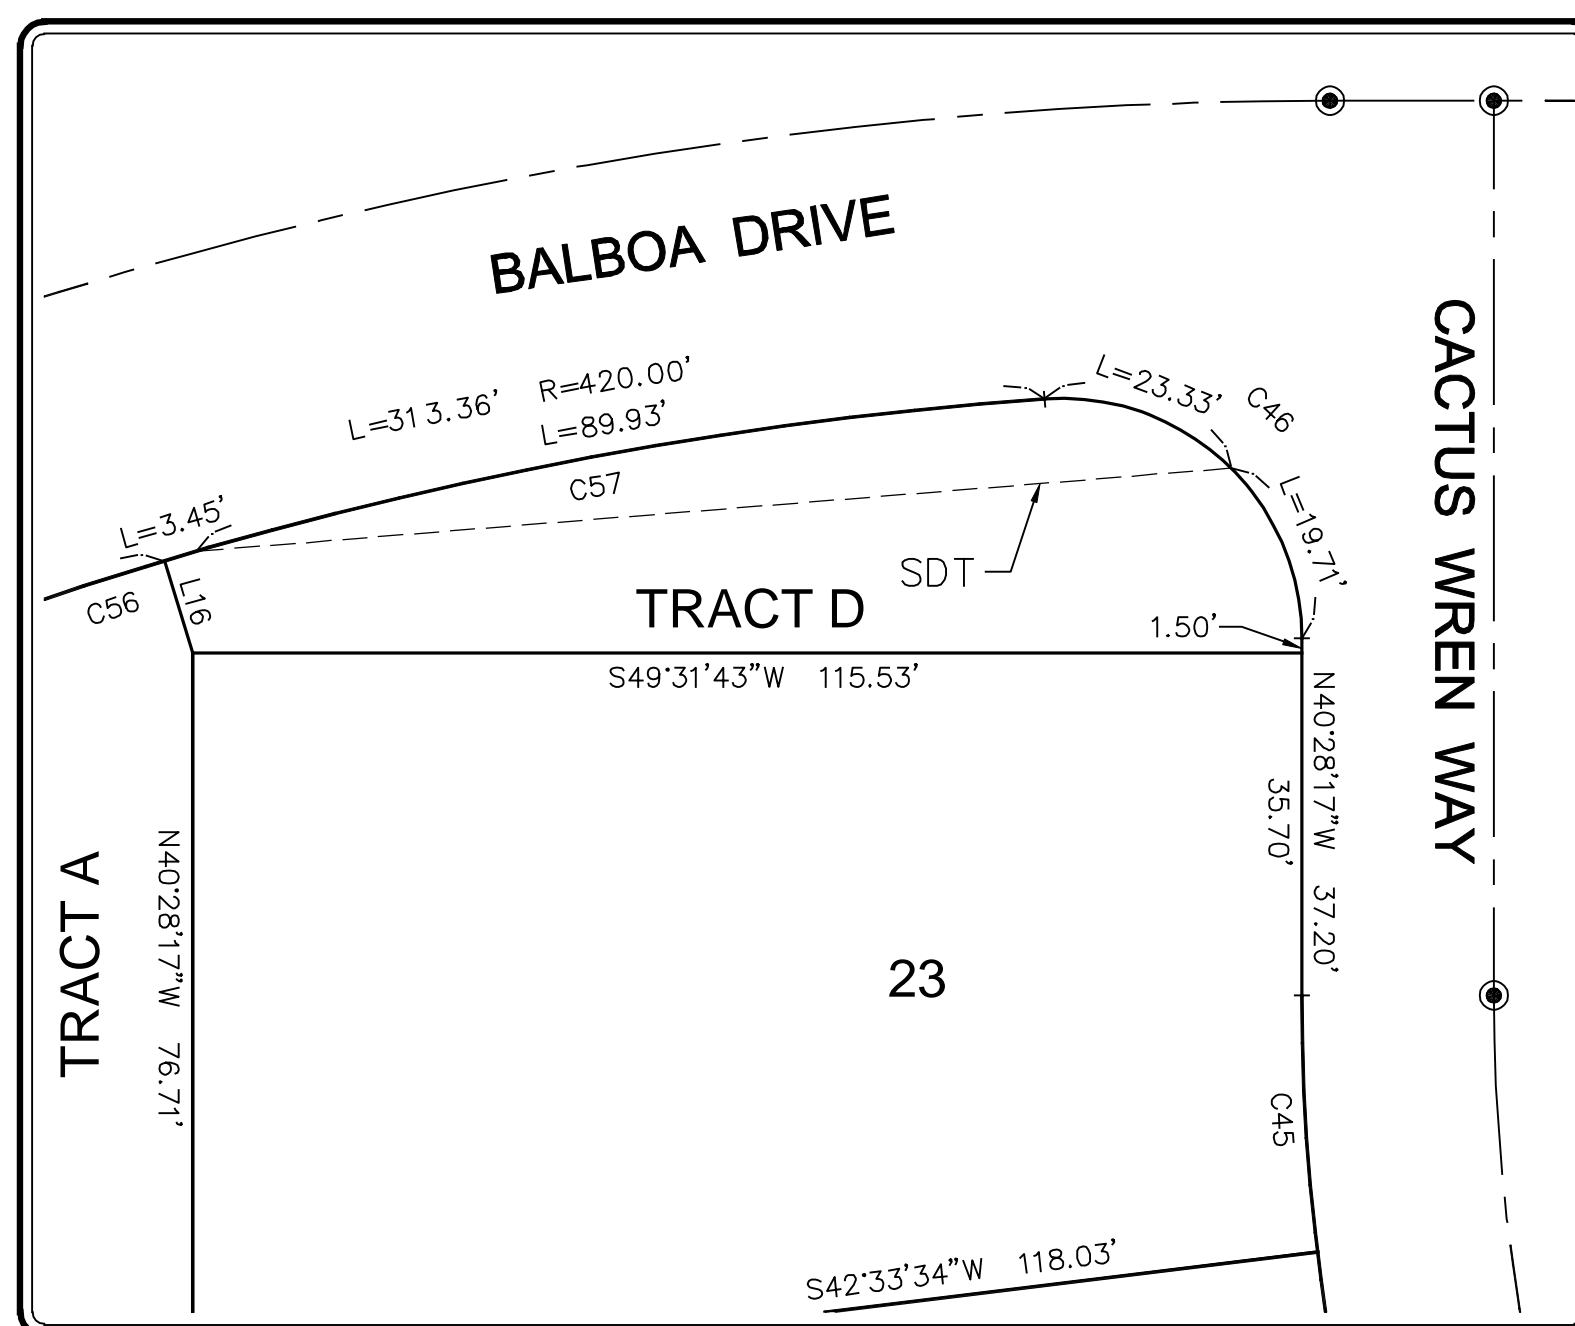 BALBOA DRIVE
CACTUS WREN WAY
L=313.36' R=420.00'
L=89.93'
C57
L=23.33'
C46
L=19.71'
L=3.45'
C56
L16
SDT
TRACT D
1.50'
S49°31'43"W 115.53'
N40°28'17"W 37.20'
35.70'
TRACT A
N40°28'17"W 76.71'
23
C45
S42°33'34"W 118.03'